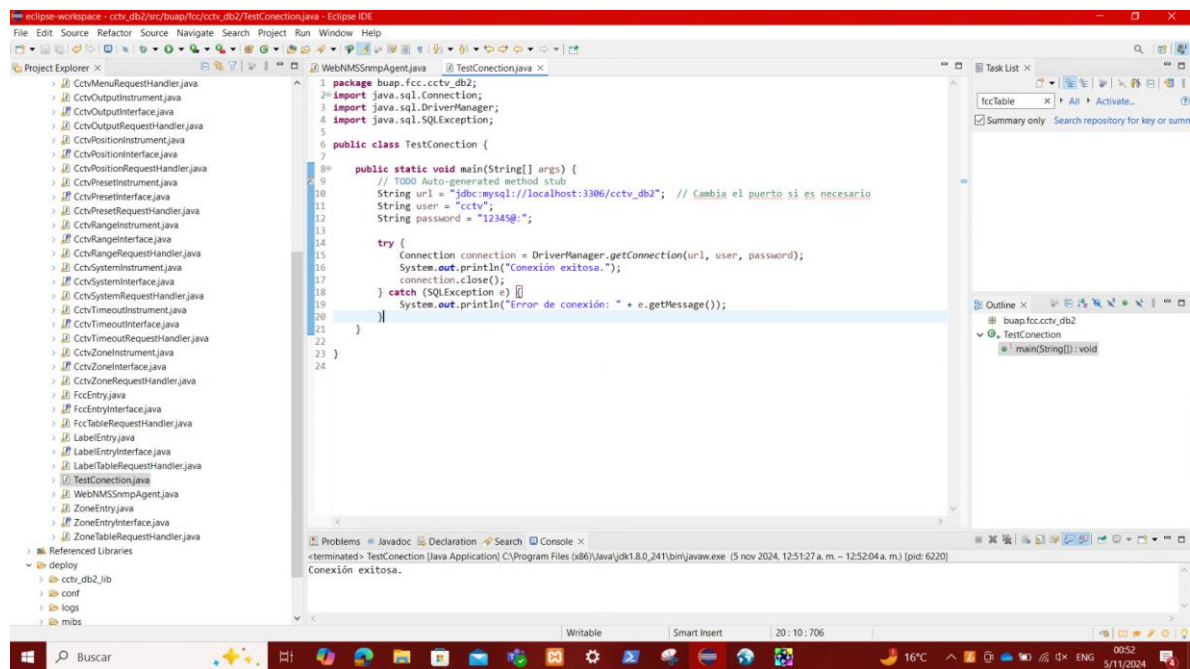 eclipse-workspace - cctv_db2/src/buap/fcc/cctv_db2/TestConection.java - Eclipse IDE
File Edit Source Refactor Source Navigate Search Project Run Window Help
Project Explorer
CctvMenuRequestHandler.java
CctvOutputInstrument.java
CctvOutputInterface.java
CctvOutputRequestHandler.java
CctvPositionInstrument.java
CctvPositionInterface.java
CctvPositionRequestHandler.java
CctvPresetInstrument.java
CctvPresetInterface.java
CctvPresetRequestHandler.java
CctvRangeInstrument.java
CctvRangeInterface.java
CctvRangeRequestHandler.java
CctvSystemInstrument.java
CctvSystemInterface.java
CctvSystemRequestHandler.java
CctvTimeoutInstrument.java
CctvTimeoutInterface.java
CctvTimeoutRequestHandler.java
CctvZoneInstrument.java
CctvZoneInterface.java
CctvZoneRequestHandler.java
FccEntry.java
FccEntryInterface.java
FccTableRequestHandler.java
LabelEntry.java
LabelEntryInterface.java
LabelTableRequestHandler.java
TestConection.java
WebNMSSnmpAgent.java
ZoneEntry.java
ZoneEntryInterface.java
ZoneTableRequestHandler.java
Referenced Libraries
deploy
cctv_db2_lib
conf
logs
mibs
WebNMSSnmpAgent.java TestConection.java
1 package buap.fcc.cctv_db2;
2 import java.sql.Connection;
3 import java.sql.DriverManager;
4 import java.sql.SQLException;
5
6 public class TestConection {
7
8 public static void main(String[] args) {
9 // TODO Auto-generated method stub
10 String url = "jdbc:mysql://localhost:3306/cctv_db2"; // Cambia el puerto si es necesario
11 String user = "cctv";
12 String password = "12345@:";
13
14 try {
15 Connection connection = DriverManager.getConnection(url, user, password);
16 System.out.println("Conexión exitosa.");
17 connection.close();
18 } catch (SQLException e) {
19 System.out.println("Error de conexión: " + e.getMessage());
20 }
21 }
22
23 }
24
Problems Javadoc Declaration Search Console
<terminated> TestConection [Java Application] C:\Program Files (x86)\Java\jdk1.8.0_241\bin\javaw.exe (5 nov 2024, 12:51:27 a. m. – 12:52:04 a. m.) [pid: 6220]
Conexión exitosa.
Task List
fccTable All Activate...
Summary only Search repository for key or summ
Outline
buap.fcc.cctv_db2
TestConection
main(String[]) : void
Writable Smart Insert 20 : 10 : 706
Buscar 16°C ENG 00:52
5/11/2024